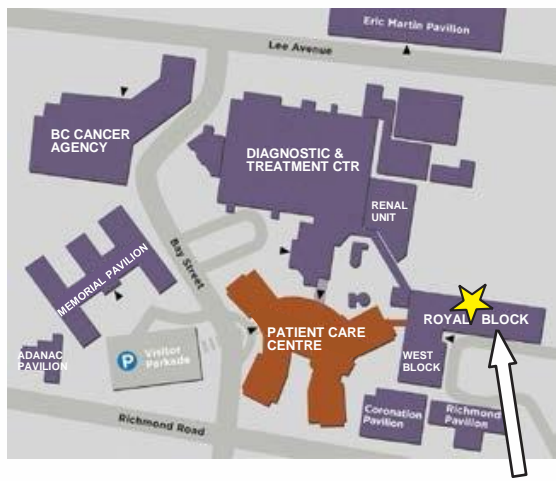 Eric Martin Pavilion
Lee Avenue
BC CANCER
AGENCY
DIAGNOSTIC &
TREATMENT CTR
RENAL
UNIT
MEMORIAL PAVILION
Bay Street
ROYAL BLOCK
PATIENT CARE
CENTRE
WEST
BLOCK
ADANAC
PAVILION
P Visitor
Parkade
Coronation
Pavilion
Richmond
Pavilion
Richmond Road